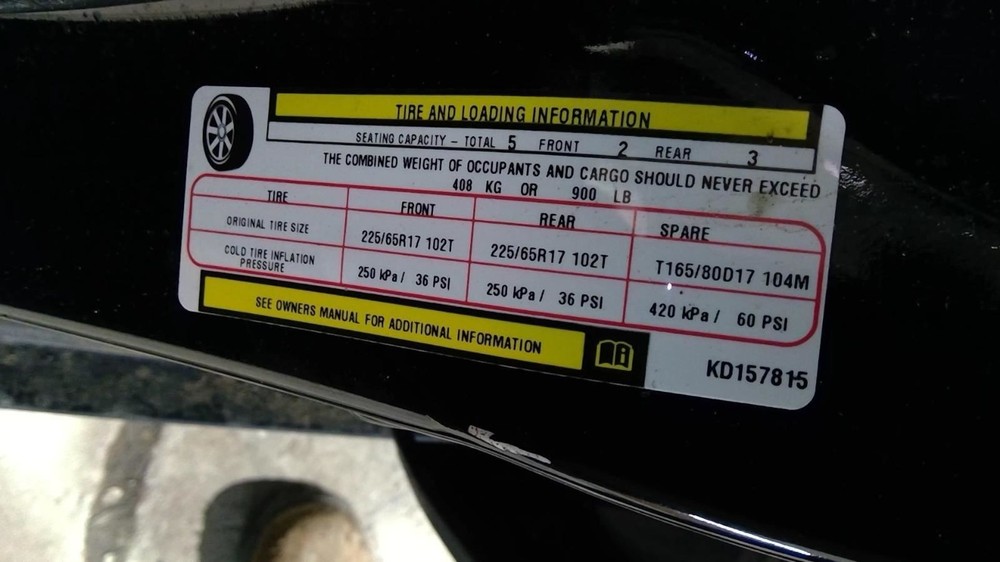 TIRE AND LOADING INFORMATION
SEATING CAPACITY – TOTAL 5 FRONT 2 REAR 3
THE COMBINED WEIGHT OF OCCUPANTS AND CARGO SHOULD NEVER EXCEED
408 KG OR 900 LB
TIRE FRONT REAR SPARE
ORIGINAL TIRE SIZE 225/65R17 102T 225/65R17 102T T165/80D17 104M
COLD TIRE INFLATION PRESSURE 250 kPa / 36 PSI 250 kPa / 36 PSI 420 kPa / 60 PSI
SEE OWNERS MANUAL FOR ADDITIONAL INFORMATION
KD157815